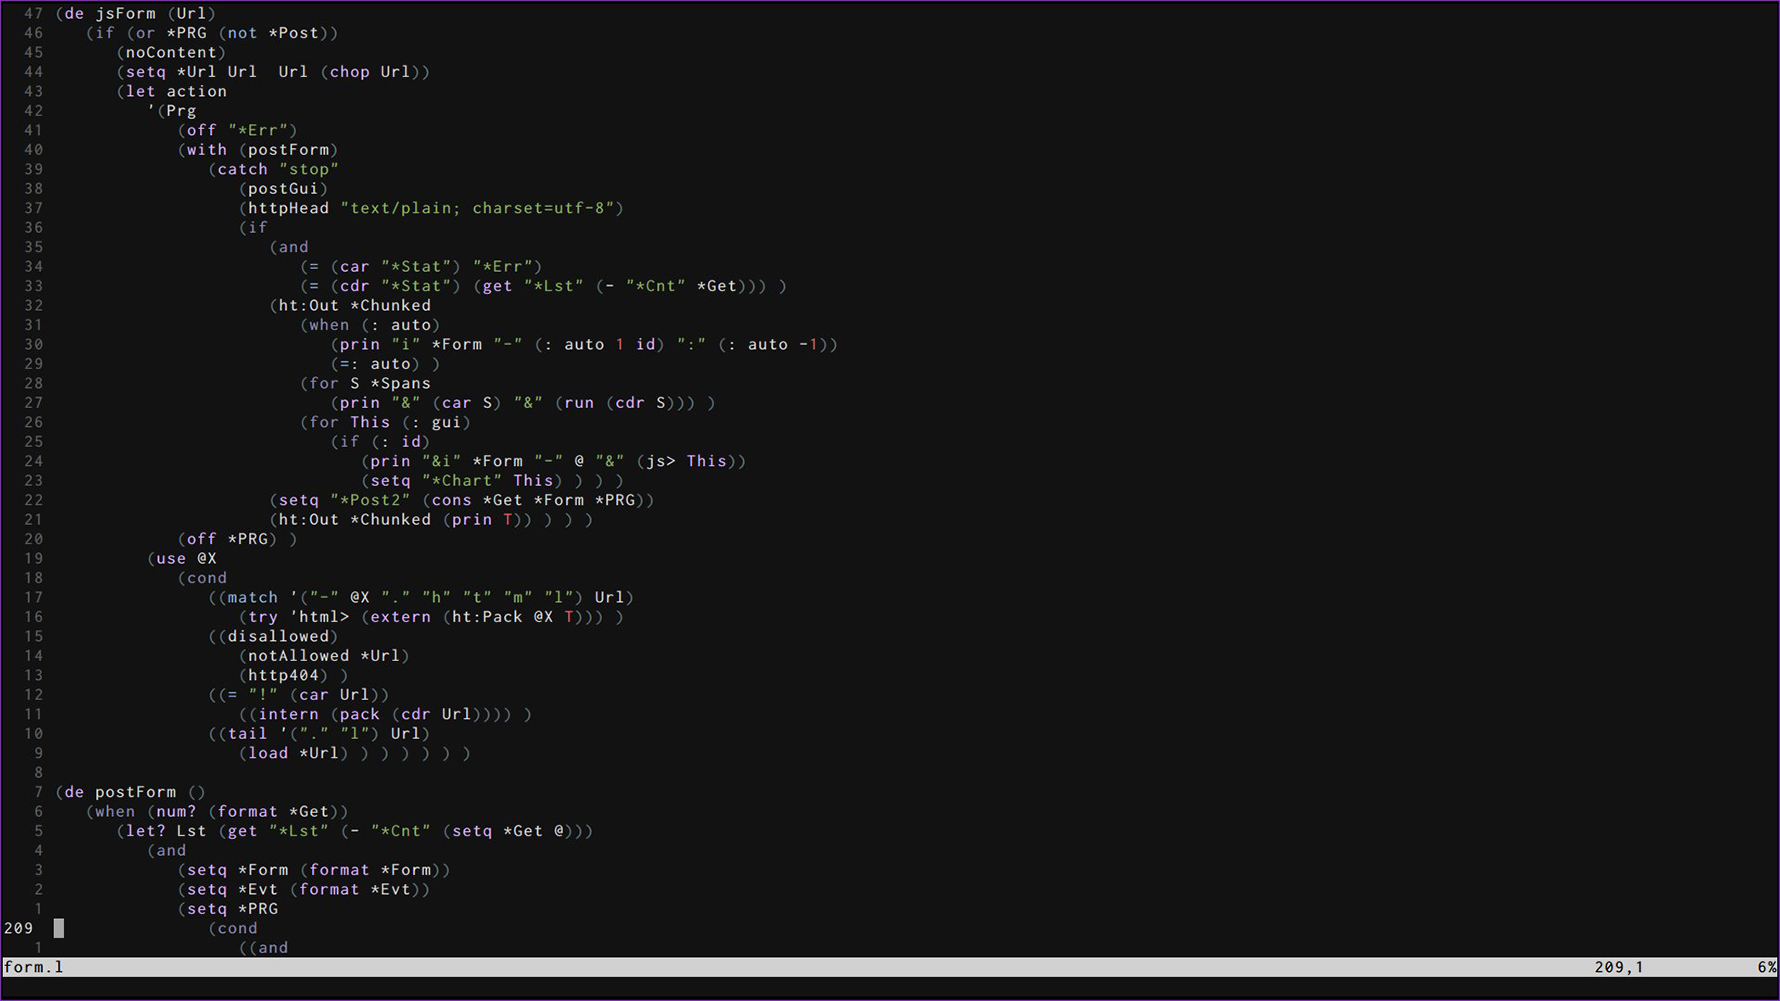 47 (de jsForm (Url)
46    (if (or *PRG (not *Post))
45       (noContent)
44       (setq *Url Url  Url (chop Url))
43       (let action
42          '(Prg
41             (off "*Err")
40             (with (postForm)
39                (catch "stop"
38                   (postGui)
37                   (httpHead "text/plain; charset=utf-8")
36                   (if
35                      (and
34                         (= (car "*Stat") "*Err")
33                         (= (cdr "*Stat") (get "*Lst" (- "*Cnt" *Get))) )
32                      (ht:Out *Chunked
31                         (when (: auto)
30                            (prin "i" *Form "-" (: auto 1 id) ":" (: auto -1))
29                            (=: auto) )
28                         (for S *Spans
27                            (prin "&" (car S) "&" (run (cdr S))) )
26                         (for This (: gui)
25                            (if (: id)
24                               (prin "&i" *Form "-" @ "&" (js> This))
23                               (setq "*Chart" This) ) ) )
22                      (setq "*Post2" (cons *Get *Form *PRG))
21                      (ht:Out *Chunked (prin T)) ) ) )
20             (off *PRG) )
19          (use @X
18             (cond
17                ((match '("-" @X "." "h" "t" "m" "l") Url)
16                   (try 'html> (extern (ht:Pack @X T))) )
15                ((disallowed)
14                   (notAllowed *Url)
13                   (http404) )
12                ((= "!" (car Url))
11                   ((intern (pack (cdr Url)))) )
10                ((tail '("." "l") Url)
9                   (load *Url) ) ) ) ) ) )
8
7 (de postForm ()
6    (when (num? (format *Get))
5       (let? Lst (get "*Lst" (- "*Cnt" (setq *Get @)))
4          (and
3             (setq *Form (format *Form))
2             (setq *Evt (format *Evt))
1             (setq *PRG
209                (cond
1                   ((and
form.l 209,1 6%